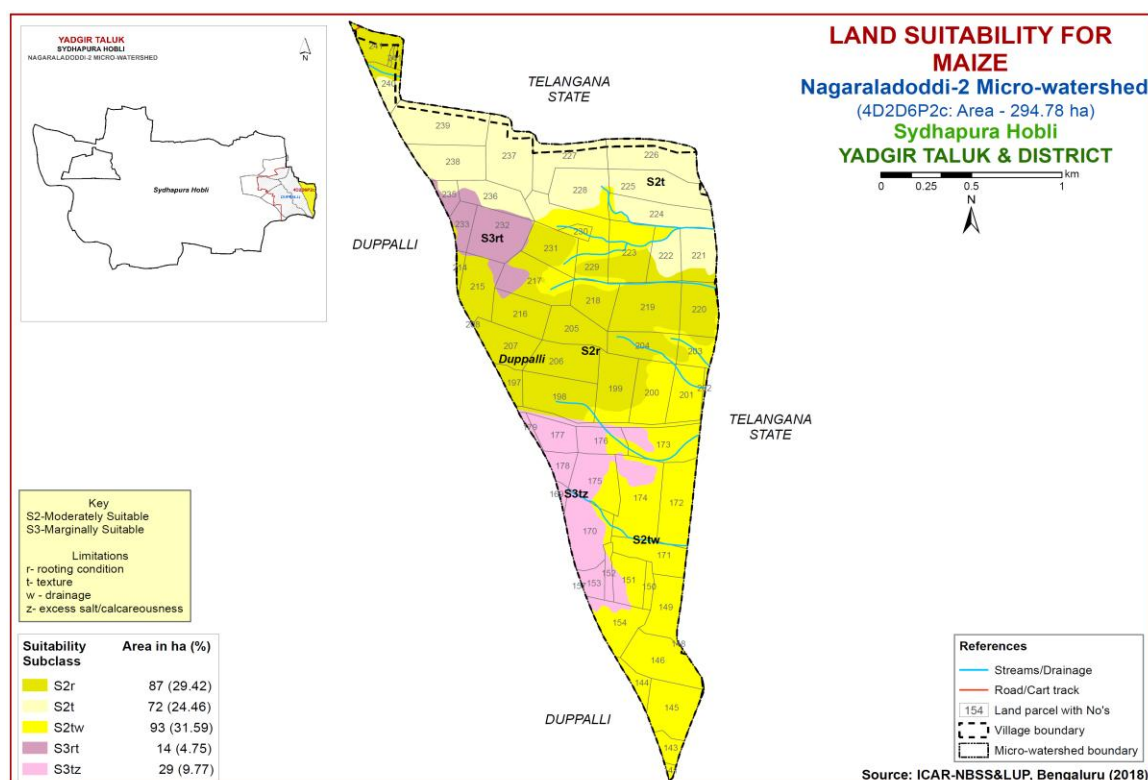 YADGIR TALUK
SYDHAPURA HOBLI
NAGARALADODDI-2 MICRO-WATERSHED
N
Sydhapura Hobli
4D2D6P2c
LAND SUITABILITY FOR
MAIZE
Nagaraladoddi-2 Micro-watershed
(4D2D6P2c: Area - 294.78 ha)
Sydhapura Hobli
YADGIR TALUK & DISTRICT
0 0.25 0.5 1 km
N
TELANGANA
STATE
241
240
239
238
237
227
226
236
228
225
S2t
235
224
233
232
S3rt
230
231
223
222
221
229
DUPPALLI
214
217
215
218
219
220
216
208
205
207
204
203
Duppalli
206
S2r
197
198
199
200
201
202
TELANGANA
STATE
179
177
176
173
178
175
174
172
S3tz
170
S2tw
171
152
153
151
150
149
154
148
146
144
145
143
DUPPALLI
Key
S2-Moderately Suitable
S3-Marginally Suitable
Limitations
r- rooting condition
t- texture
w - drainage
z- excess salt/calcareousness
Suitability Area in ha (%)
Subclass
S2r 87 (29.42)
S2t 72 (24.46)
S2tw 93 (31.59)
S3rt 14 (4.75)
S3tz 29 (9.77)
References
Streams/Drainage
Road/Cart track
154 Land parcel with No's
Village boundary
Micro-watershed boundary
Source: ICAR-NBSS&LUP, Bengaluru (2018)